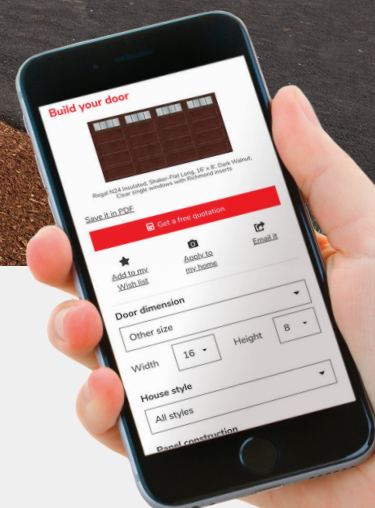 Build your door
Regal N24 Insulated, Shaker-Flat Long, 16' x 8', Dark Walnut,
Clear single windows with Richmond inserts
Save it in PDF
Get a free quotation
Add to my
Wish list
Apply to
my home
Email it
Door dimension
Other size
Width
16
Height
8
House style
All styles
Panel construction